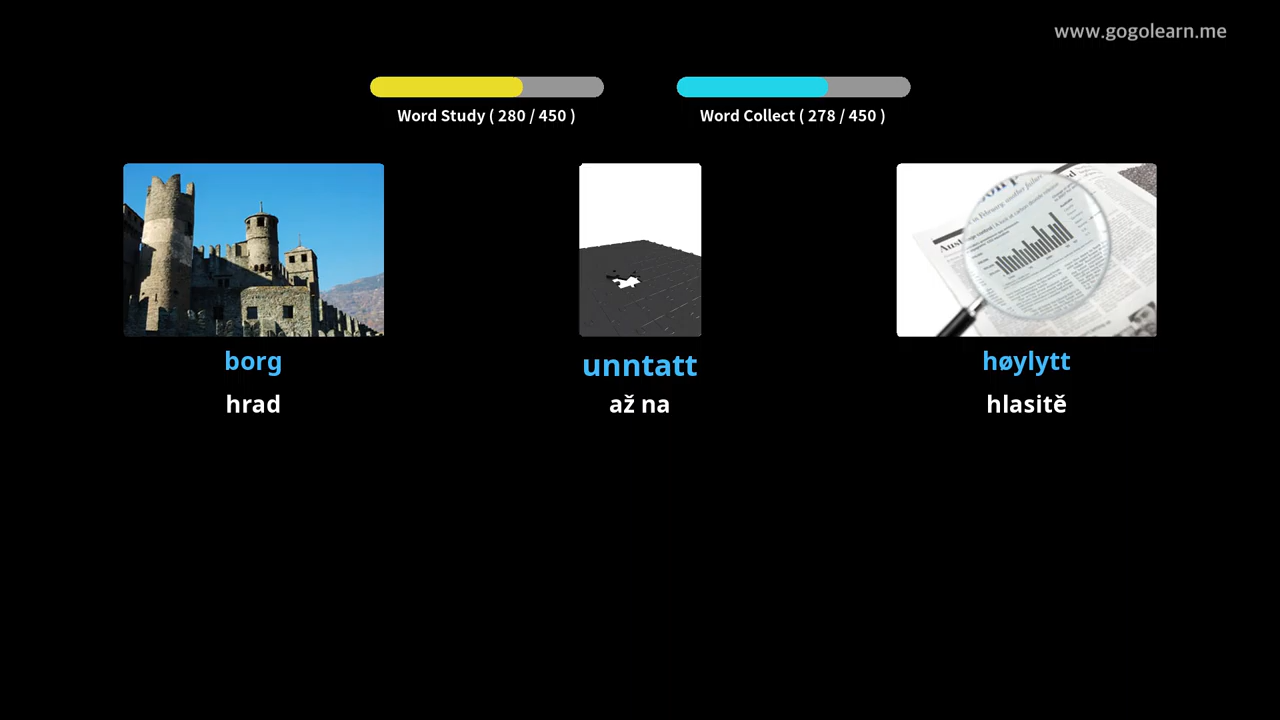 www.gogolearn.me
Word Study ( 280 / 450 )
Word Collect ( 278 / 450 )
borg
unntatt
høylytt
hrad
až na
hlasitě